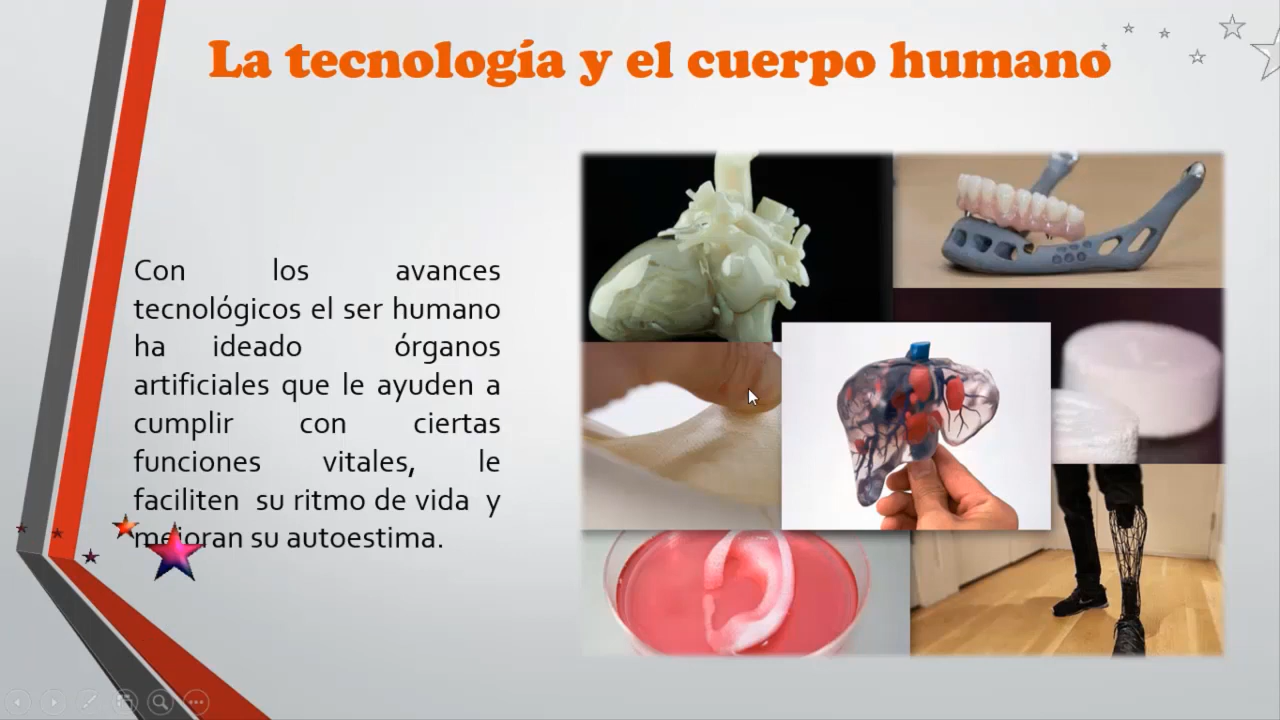 La tecnología y el cuerpo humano
Con los avances
tecnológicos el ser humano
ha ideado órganos
artificiales que le ayuden a
cumplir con ciertas
funciones vitales, le
faciliten su ritmo de vida y
mejoran su autoestima.